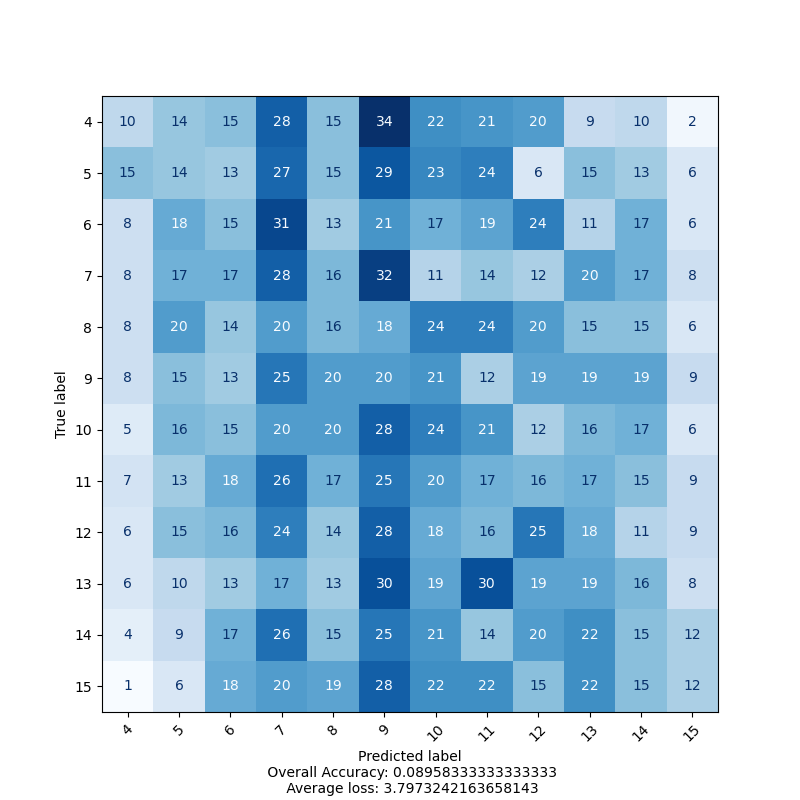 4 10 14 15 28 15 34 22 21 20 9 10 2
5 15 14 13 27 15 29 23 24 6 15 13 6
6 8 18 15 31 13 21 17 19 24 11 17 6
7 8 17 17 28 16 32 11 14 12 20 17 8
8 8 20 14 20 16 18 24 24 20 15 15 6
9 8 15 13 25 20 20 21 12 19 19 19 9
10 5 16 15 20 20 28 24 21 12 16 17 6
11 7 13 18 26 17 25 20 17 16 17 15 9
12 6 15 16 24 14 28 18 16 25 18 11 9
13 6 10 13 17 13 30 19 30 19 19 16 8
14 4 9 17 26 15 25 21 14 20 22 15 12
15 1 6 18 20 19 28 22 22 15 22 15 12
True label
4 5 6 7 8 9 10 11 12 13 14 15
Predicted label
Overall Accuracy: 0.08958333333333333
Average loss: 3.7973242163658143